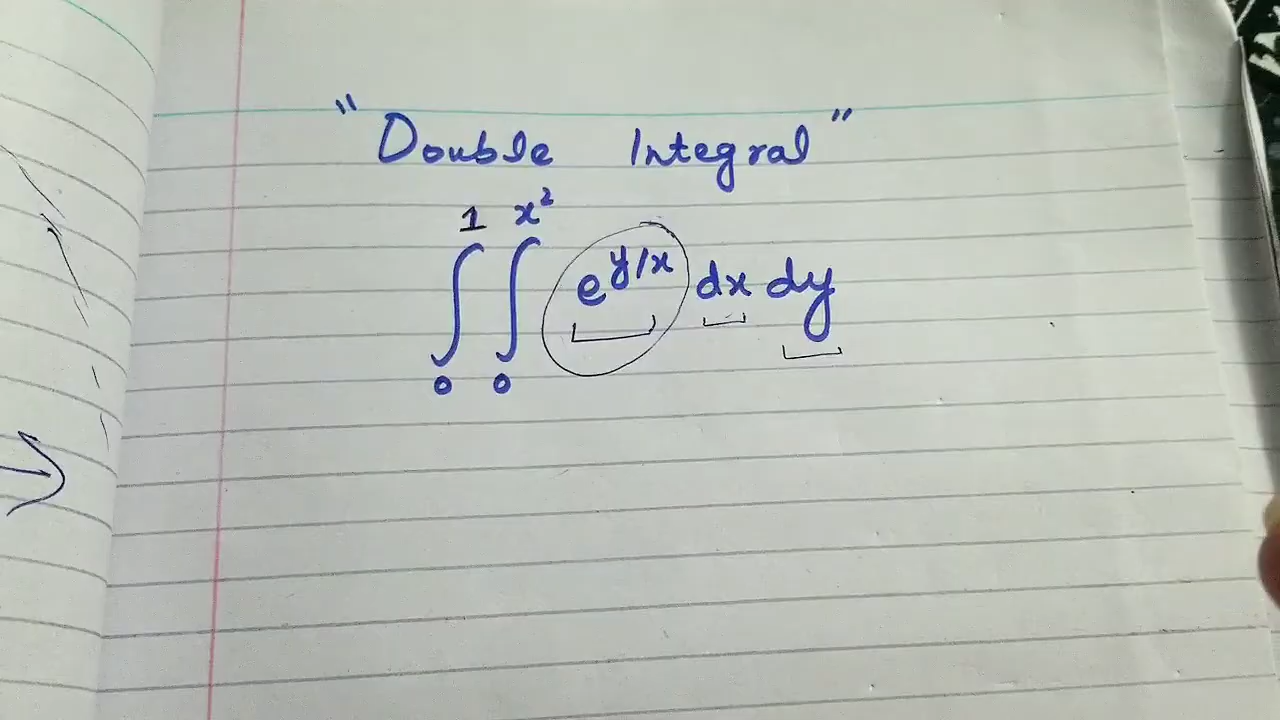 "Double Integral"
1 x²
∫ ∫ e^{y/x} dx dy
0 0